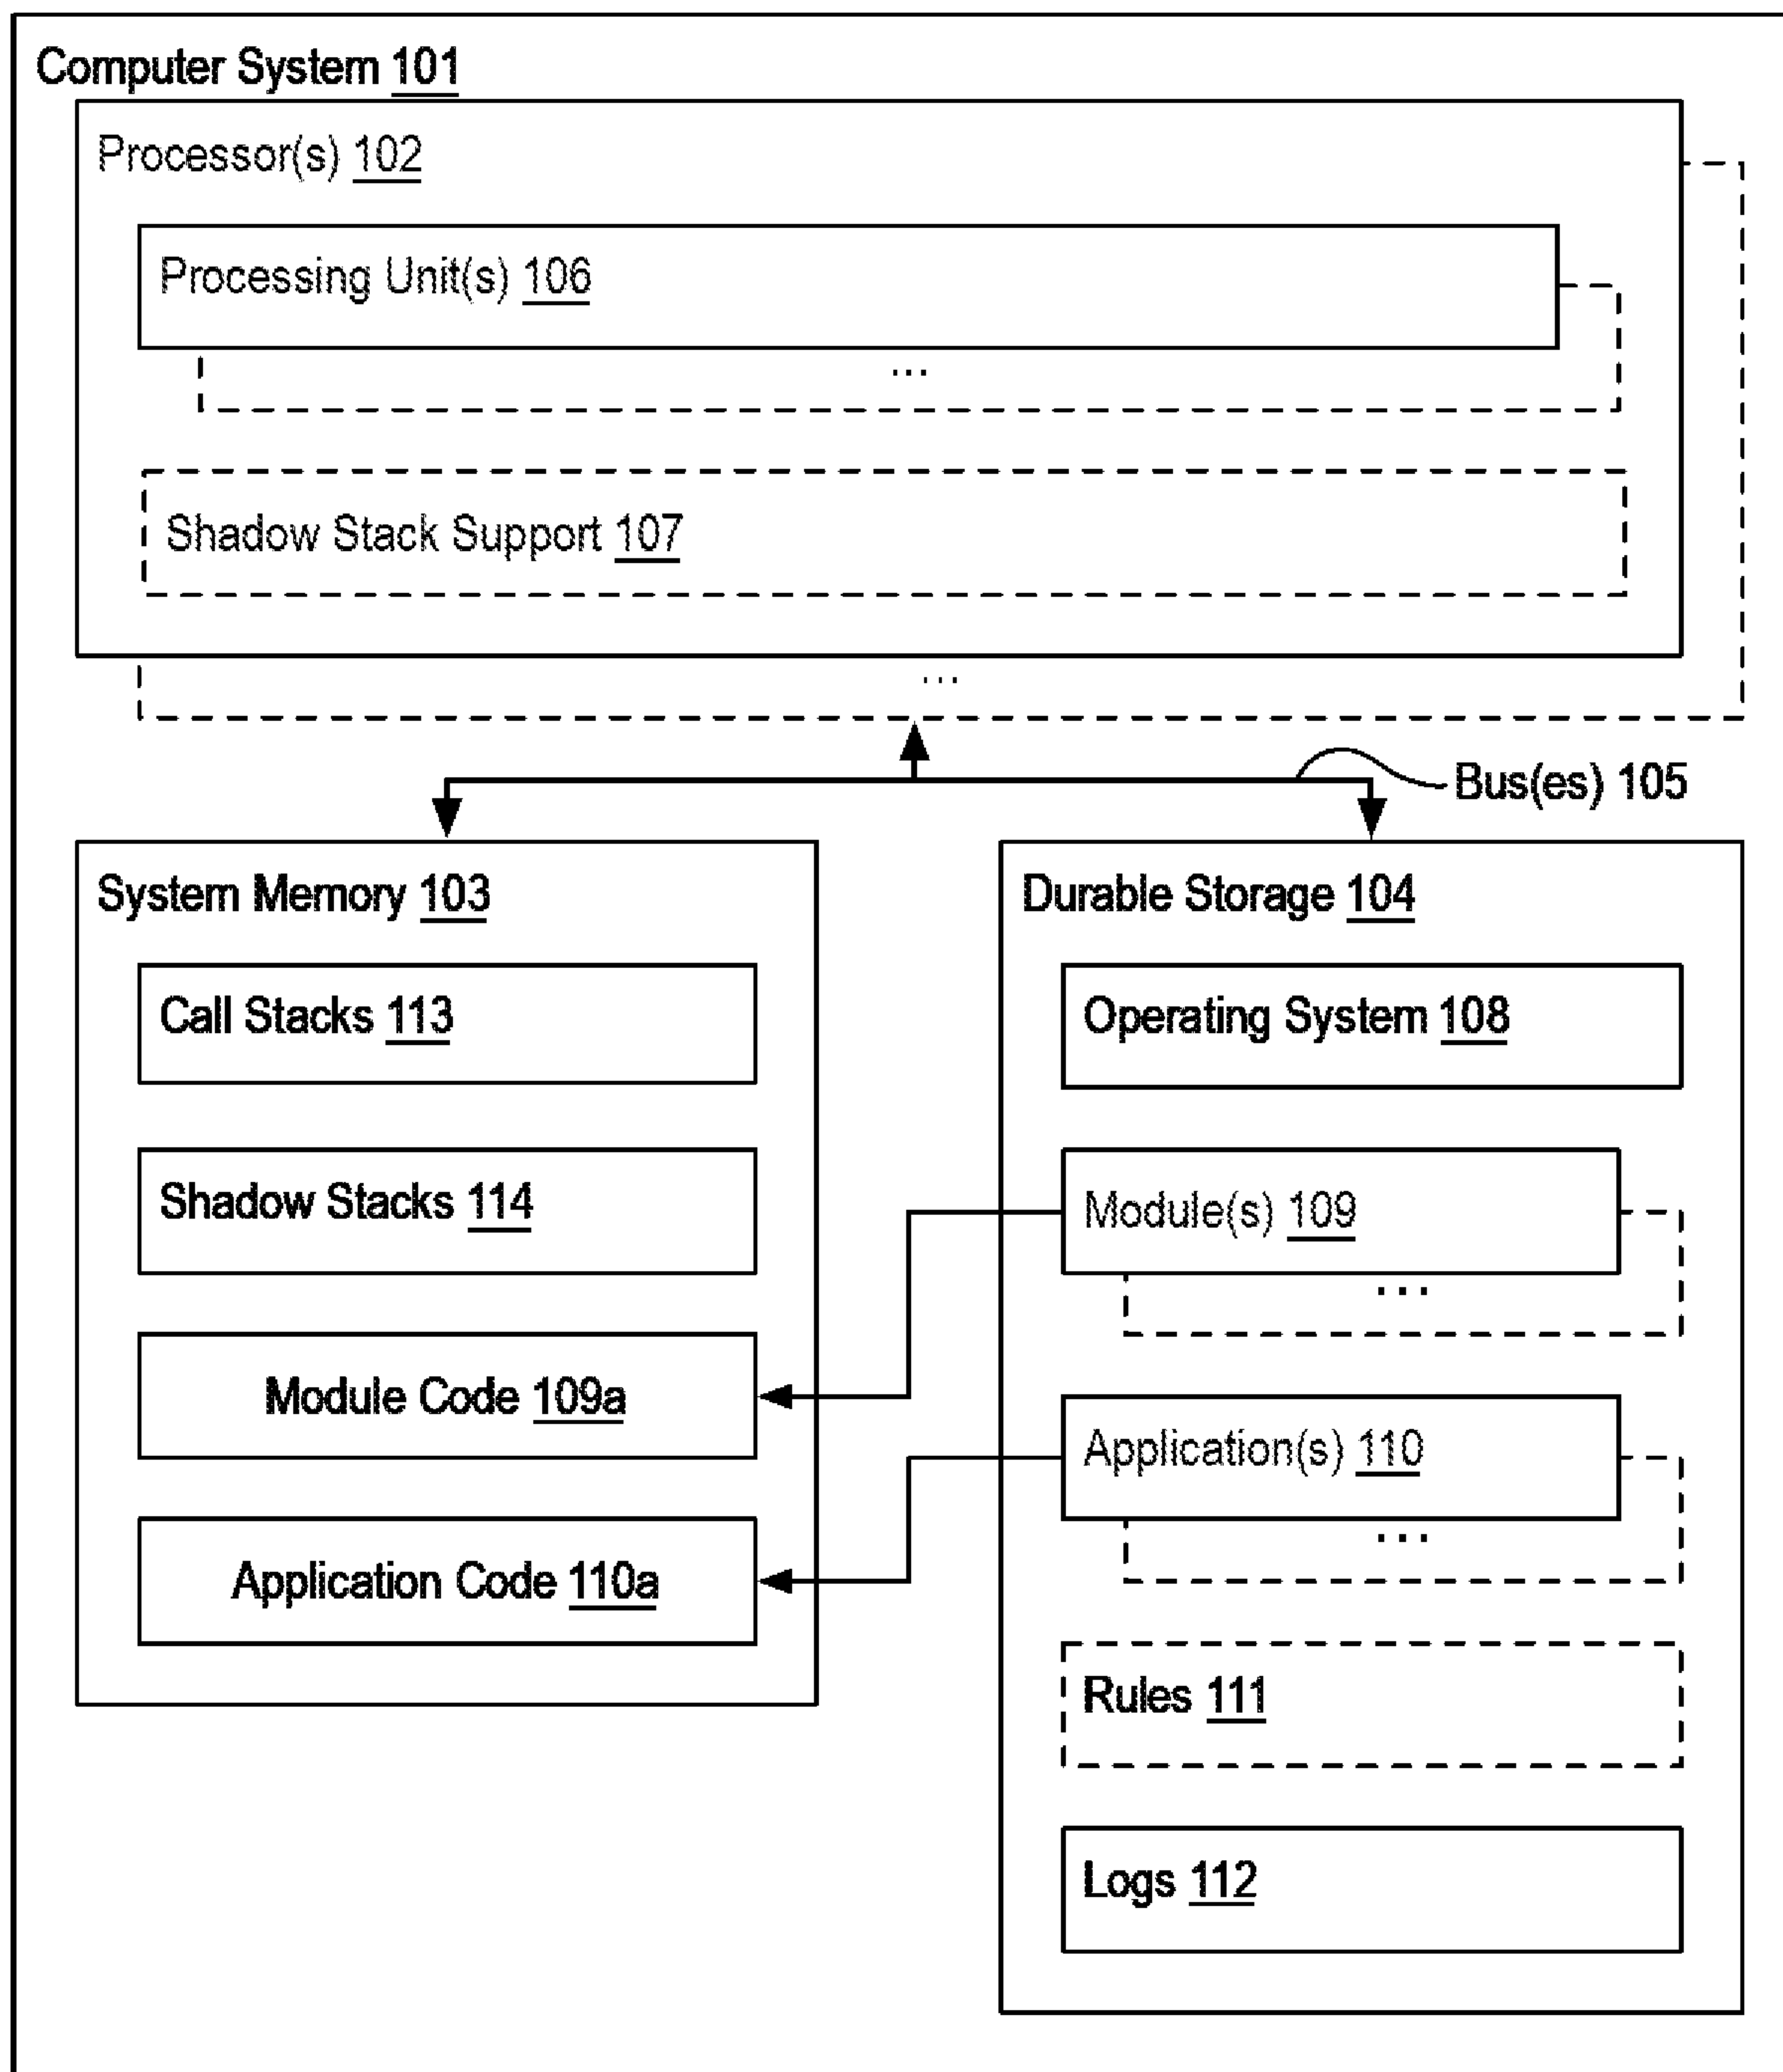 Computer System 101
Processor(s) 102
Processing Unit(s) 106
...
Shadow Stack Support 107
...
Bus(es) 105
System Memory 103
Call Stacks 113
Shadow Stacks 114
Module Code 109a
Application Code 110a
Durable Storage 104
Operating System 108
Module(s) 109
...
Application(s) 110
...
Rules 111
Logs 112